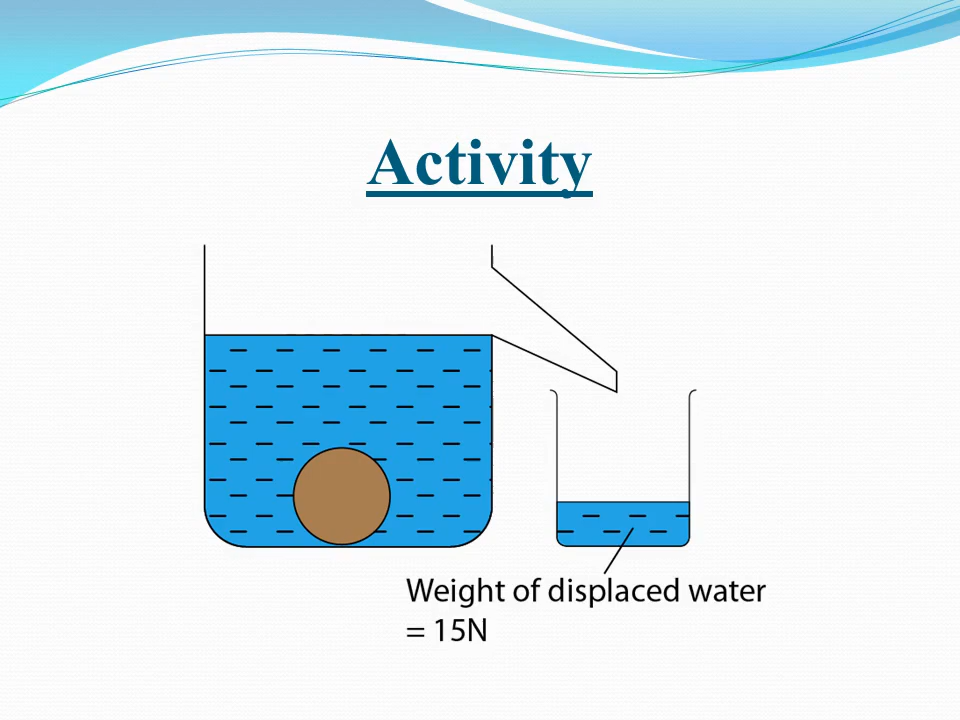 Activity
Weight of displaced water
= 15N